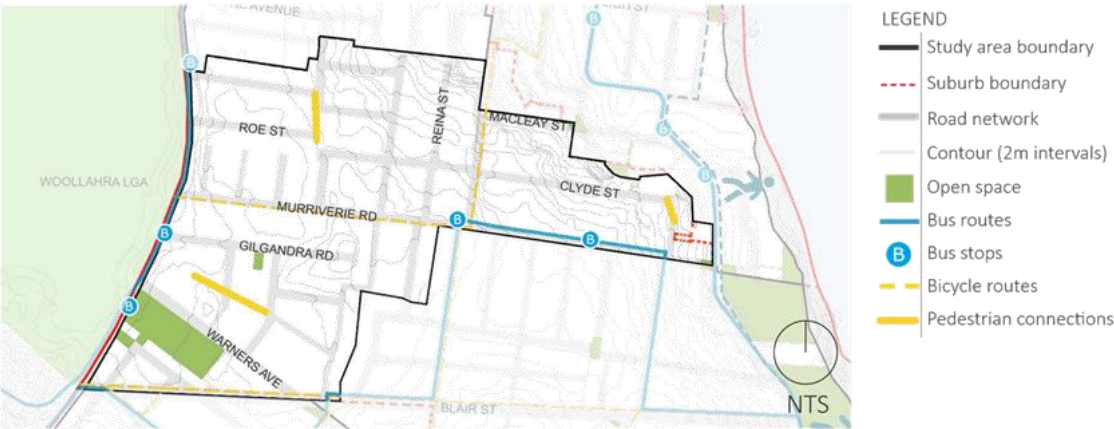 LEGEND
Study area boundary
Suburb boundary
Road network
Contour (2m intervals)
Open space
Bus routes
B
Bus stops
Bicycle routes
Pedestrian connections
AVENUE
B
B
ROE ST
REINA ST
MACLEAY ST
B
B
WOOLLAHRA LGA
CLYDE ST
MURRIVERIE RD
B
B
B
GILGANDRA RD
B
WARNERS AVE
BLAIR ST
NTS